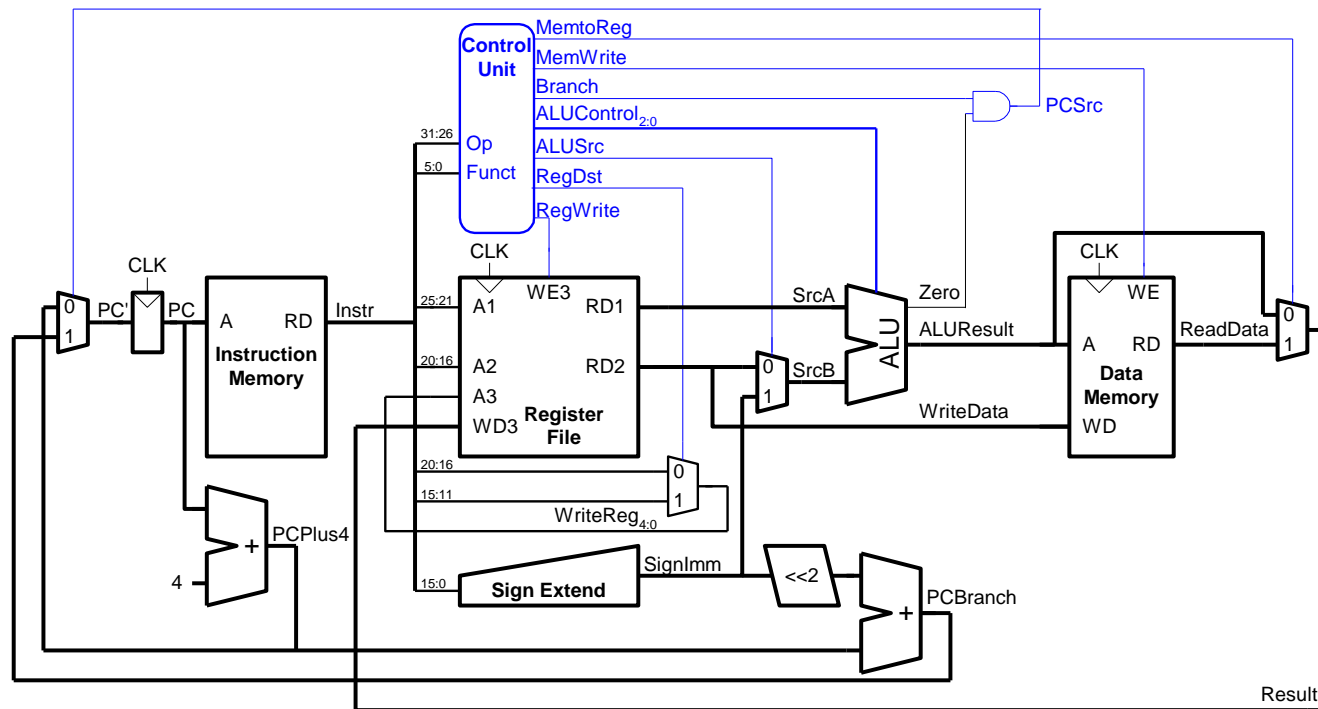 MemtoReg
Control
Unit
MemWrite
Branch
PCSrc
ALUControl2:0
31:26
Op
ALUSrc
5:0
Funct
RegDst
RegWrite
CLK
CLK
CLK
WE3
WE
Zero
0
1
PC'
PC
A
RD
Instruction
Memory
Instr
25:21
A1
RD1
SrcA
ALU
ALUResult
ReadData
0
1
20:16
A2
RD2
0
1
SrcB
A
RD
Data
Memory
A3
WD3
Register
File
WriteData
WD
20:16
0
15:11
1
WriteReg4:0
PCPlus4
+
4
SignImm
15:0
Sign Extend
<<2
+
PCBranch
Result